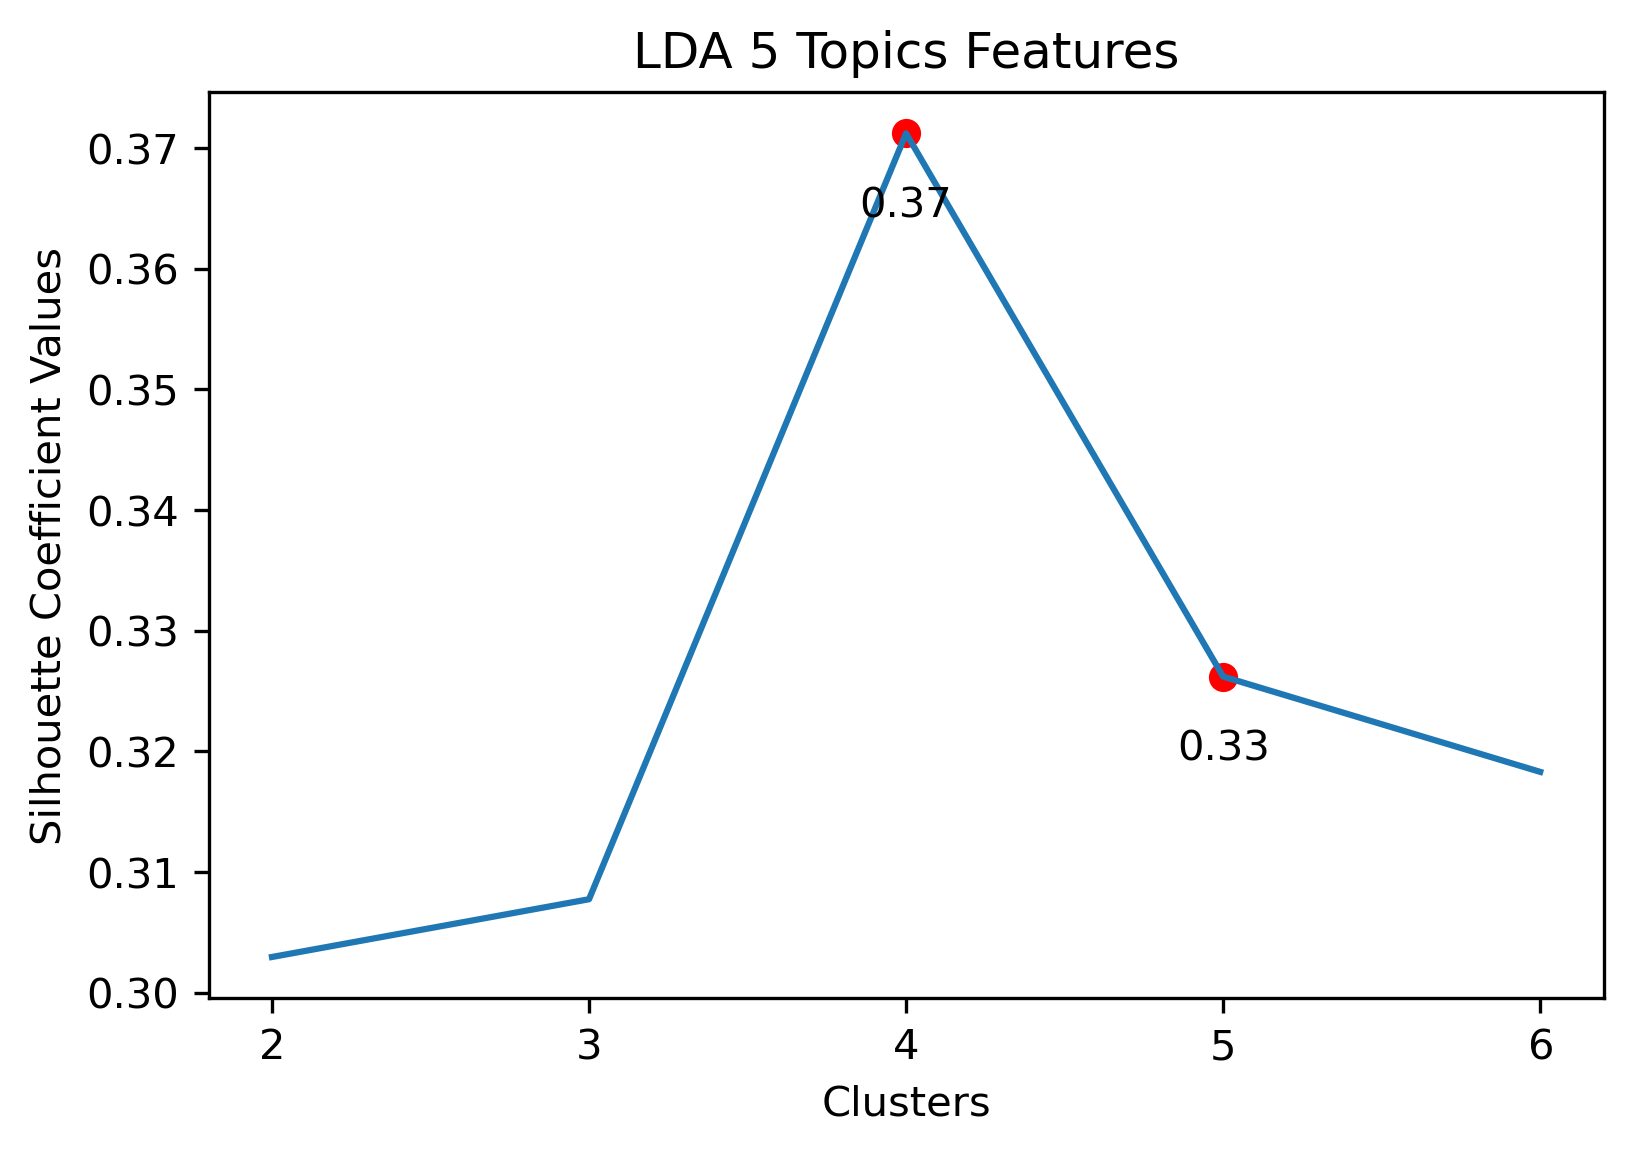 LDA 5 Topics Features
Silhouette Coefficient Values
0.37
0.36
0.35
0.34
0.33
0.32
0.31
0.30
0.37
0.33
2 3 4 5 6
Clusters